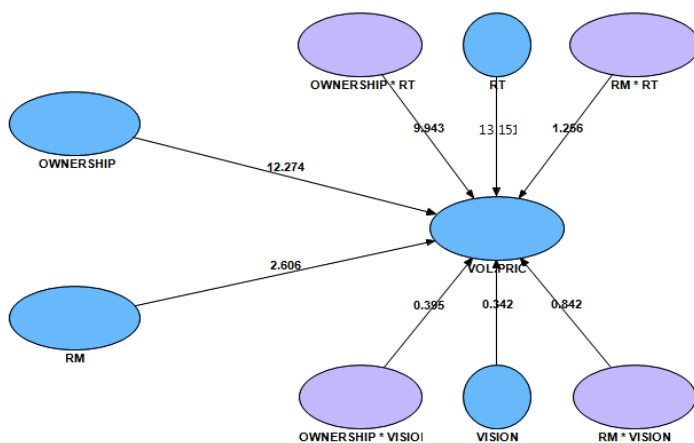 OWNERSHIP * RT
RT
RM * RT
9.943
13.151
1.256
OWNERSHIP
12.274
VOL.PRIC
2.606
RM
0.395
0.342
0.842
OWNERSHIP * VISION
VISION
RM * VISION